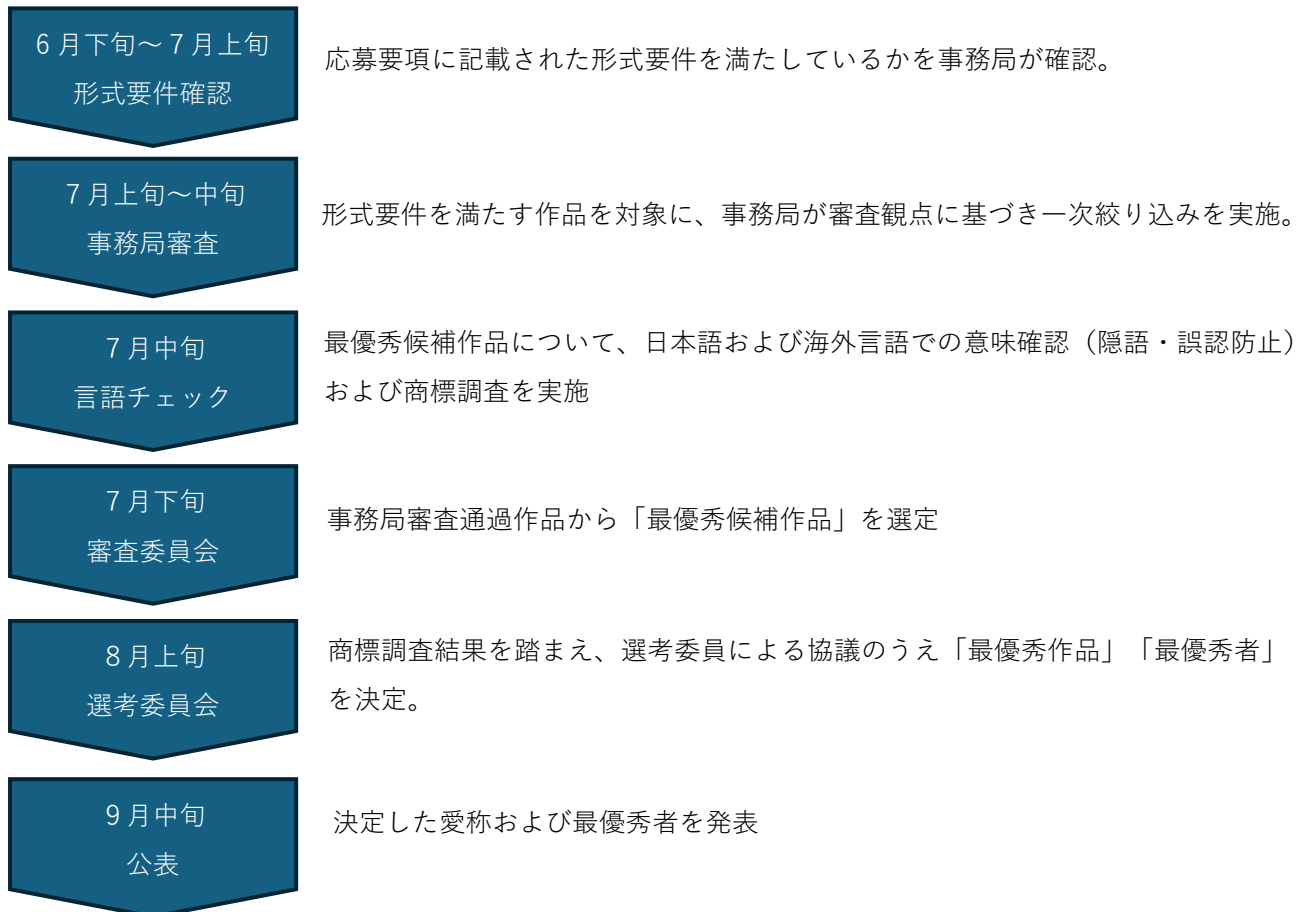 6月下旬～7月上旬
形式要件確認
応募要項に記載された形式要件を満たしているかを事務局が確認。
7月上旬～中旬
事務局審査
形式要件を満たす作品を対象に、事務局が審査観点に基づき一次絞り込みを実施。
7月中旬
言語チェック
最優秀候補作品について、日本語および海外言語での意味確認（隠語・誤認防止）
および商標調査を実施
7月下旬
審査委員会
事務局審査通過作品から「最優秀候補作品」を選定
8月上旬
選考委員会
商標調査結果を踏まえ、選考委員による協議のうえ「最優秀作品」「最優秀者」
を決定。
9月中旬
公表
決定した愛称および最優秀者を発表